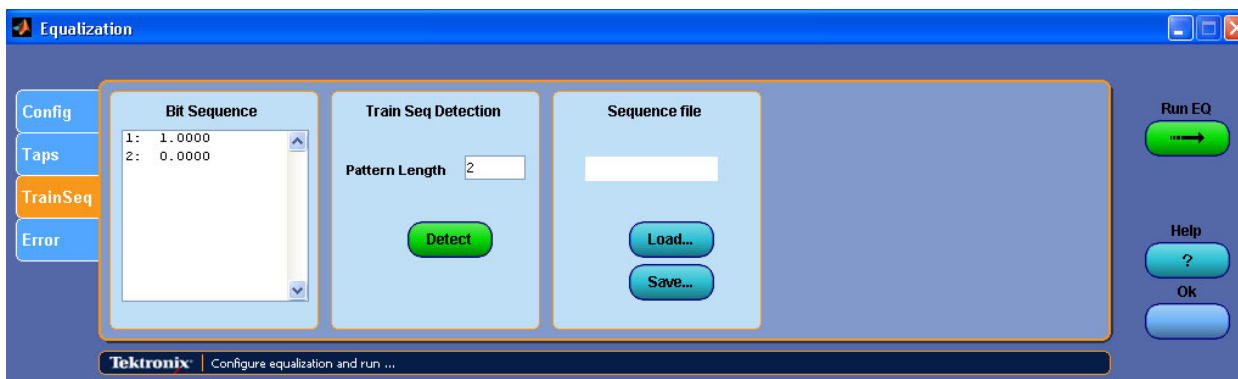 Equalization
Config
Taps
TrainSeq
Error
Bit Sequence
1: 1.0000
2: 0.0000
Train Seq Detection
Pattern Length 2
Detect
Sequence file
Load...
Save...
Run EQ
Help
?
Ok
Tektronix Configure equalization and run ...